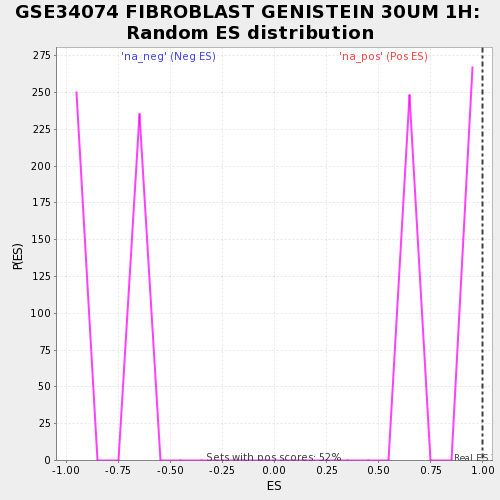 GSE34074 FIBROBLAST GENISTEIN 30UM 1H:
Random ES distribution
'na_neg' (Neg ES)
'na_pos' (Pos ES)
275
250
225
200
175
150
125
100
75
50
25
0
P(ES)
Sets with pos scores: 52%
Real ES
-1.00 -0.75 -0.50 -0.25 0.00 0.25 0.50 0.75 1.00
ES